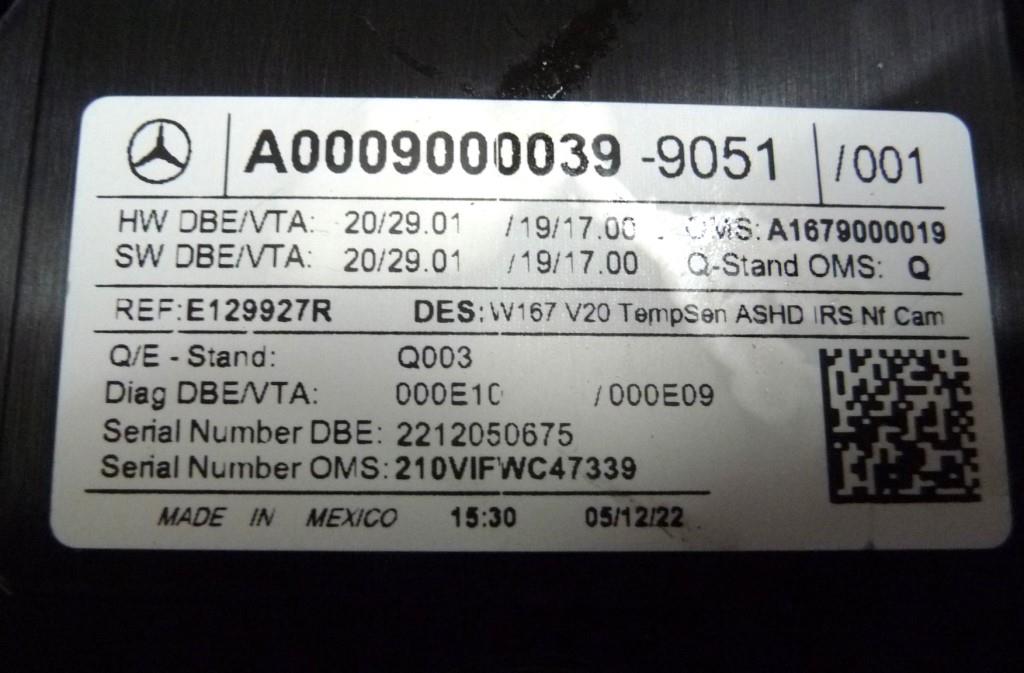 A0009000039 -9051 /001
HW DBE/VTA: 20/29.01 /19/17.00 OMS: A1679000019
SW DBE/VTA: 20/29.01 /19/17.00 Q-Stand OMS: Q
REF: E129927R DES: W167 V20 TempSen ASHD IRS Nf Cam
Q/E - Stand: Q003
Diag DBE/VTA: 000E10 /000E09
Serial Number DBE: 2212050675
Serial Number OMS: 210VIFWC47339
MADE IN MEXICO 15:30 05/12/22